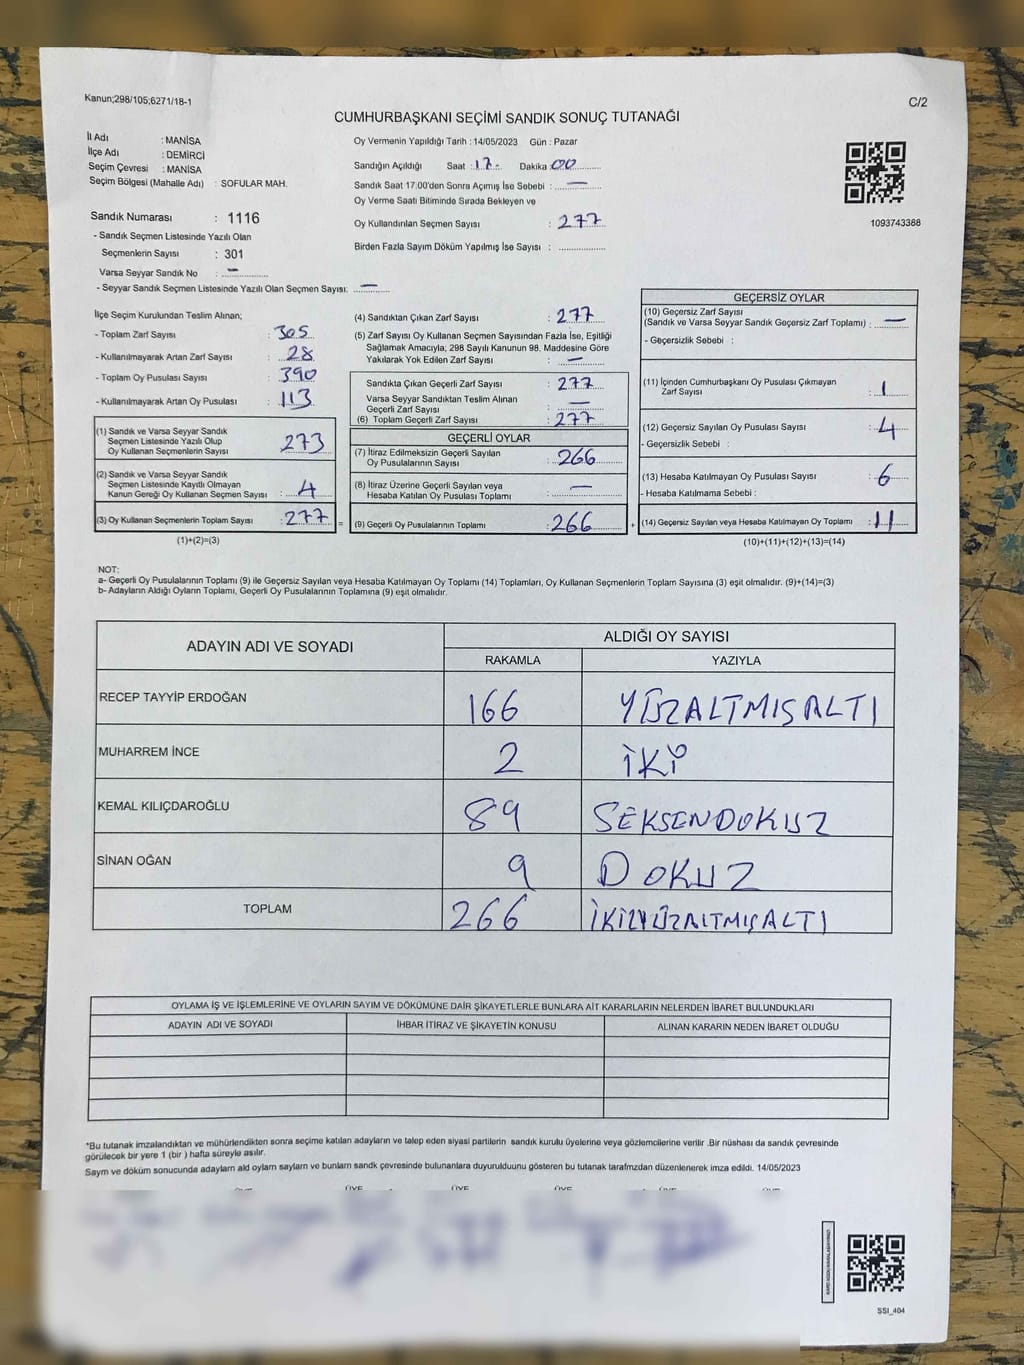 Kanun;298/105;6271/18-1
C/2
CUMHURBAŞKANI SEÇİMİ SANDIK SONUÇ TUTANAĞI
İl Adı : MANİSA
İlçe Adı : DEMİRCİ
Seçim Çevresi : MANİSA
Seçim Bölgesi (Mahalle Adı) : SOFULAR MAH.
Oy Vermenin Yapıldığı Tarih : 14/05/2023 Gün : Pazar
Sandığın Açıldığı Saat : 17- Dakika : 00
Sandık Saat 17:00'den Sonra Açımış İse Sebebi : —
Oy Verme Saati Bitiminde Sırada Bekleyen ve
Oy Kullandırılan Seçmen Sayısı : 277
Birden Fazla Sayım Döküm Yapılmış İse Sayısı :
1093743388
Sandık Numarası : 1116
- Sandık Seçmen Listesinde Yazılı Olan
Seçmenlerin Sayısı : 301
Varsa Seyyar Sandık No : —
- Seyyar Sandık Seçmen Listesinde Yazılı Olan Seçmen Sayısı: —
İlçe Seçim Kurulundan Teslim Alınan;
- Toplam Zarf Sayısı : 305
- Kullanılmayarak Artan Zarf Sayısı : 28
- Toplam Oy Pusulası Sayısı : 390
- Kullanılmayarak Artan Oy Pusulası : 113
(1) Sandık ve Varsa Seyyar Sandık
Seçmen Listesinde Yazılı Olup
Oy Kullanan Seçmenlerin Sayısı : 273
(2) Sandık ve Varsa Seyyar Sandık
Seçmen Listesinde Kayıtlı Olmayan
Kanun Gereği Oy Kullanan Seçmen Sayısı : 4
(3) Oy Kullanan Seçmenlerin Toplam Sayısı : 277
(1)+(2)=(3)
(4) Sandıktan Çıkan Zarf Sayısı : 277
(5) Zarf Sayısı Oy Kullanan Seçmen Sayısından Fazla İse, Eşitliği
Sağlamak Amacıyla; 298 Sayılı Kanunun 98. Maddesine Göre
Yakılarak Yok Edilen Zarf Sayısı : —
Sandıkta Çıkan Geçerli Zarf Sayısı : 277
Varsa Seyyar Sandıktan Teslim Alınan
Geçerli Zarf Sayısı : —
(6) Toplam Geçerli Zarf Sayısı : 277
GEÇERLİ OYLAR
(7) İtiraz Edilmeksizin Geçerli Sayılan
Oy Pusulalarının Sayısı : 266
(8) İtiraz Üzerine Geçerli Sayılan veya
Hesaba Katılan Oy Pusulası Toplamı : —
= (9) Geçerli Oy Pusulalarının Toplamı : 266 +
GEÇERSİZ OYLAR
(10) Geçersiz Zarf Sayısı
(Sandık ve Varsa Seyyar Sandık Geçersiz Zarf Toplamı) : —
- Geçersizlik Sebebi :
(11) İçinden Cumhurbaşkanı Oy Pusulası Çıkmayan
Zarf Sayısı : 1
(12) Geçersiz Sayılan Oy Pusulası Sayısı : 4
- Geçersizlik Sebebi :
(13) Hesaba Katılmayan Oy Pusulası Sayısı : 6
- Hesaba Katılmama Sebebi :
(14) Geçersiz Sayılan veya Hesaba Katılmayan Oy Toplamı : 11
(10)+(11)+(12)+(13)=(14)
NOT:
a- Geçerli Oy Pusulalarının Toplamı (9) ile Geçersiz Sayılan veya Hesaba Katılmayan Oy Toplamı (14) Toplamları, Oy Kullanan Seçmenlerin Toplam Sayısına (3) eşit olmalıdır. (9)+(14)=(3)
b- Adayların Aldığı Oyların Toplamı, Geçerli Oy Pusulalarının Toplamına (9) eşit olmalıdır.
ADAYIN ADI VE SOYADI
ALDIĞI OY SAYISI
RAKAMLA YAZIYLA
RECEP TAYYİP ERDOĞAN 166 YÜZALTMIŞALTI
MUHARREM İNCE 2 İKİ
KEMAL KILIÇDAROĞLU 89 SEKSENDOKUZ
SİNAN OĞAN 9 DOKUZ
TOPLAM 266 İKİZYÜZALTMIŞALTI
OYLAMA İŞ VE İŞLEMLERİNE VE OYLARIN SAYIM VE DÖKÜMÜNE DAİR ŞİKAYETLERLE BUNLARA AİT KARARLARIN NELERDEN İBARET BULUNDUKLARI
ADAYIN ADI VE SOYADI İHBAR İTİRAZ VE ŞİKAYETİN KONUSU ALINAN KARARIN NEDEN İBARET OLDUĞU
*Bu tutanak imzalandıktan ve mühürlendikten sonra seçime katılan adayların ve talep eden siyasi partilerin sandık kurulu üyelerine veya gözlemcilerine verilir .Bir nüshası da sandık çevresinde
görülecek bir yere 1 (bir ) hafta süreyle asılır.
Saym ve döküm sonucunda adaylarn ald oylarn saylarn ve bunlarn sandk çevresinde bulunanlara duyurulduunu gösteren bu tutanak tarafmzdan düzenlenerek imza edildi. 14/05/2023
ÜYE ÜYE ÜYE ÜYE
SSI_404